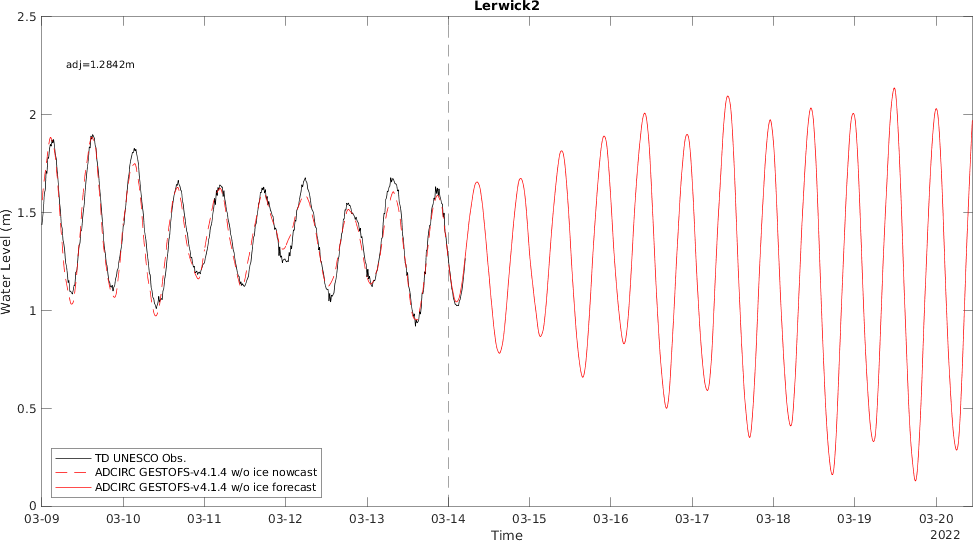 Lerwick2
2.5
2
1.5
1
0.5
0
Water Level (m)
adj=1.2842m
TD UNESCO Obs.
ADCIRC GESTOFS-v4.1.4 w/o ice nowcast
ADCIRC GESTOFS-v4.1.4 w/o ice forecast
03-09 03-10 03-11 03-12 03-13 03-14 03-15 03-16 03-17 03-18 03-19 03-20
Time
2022